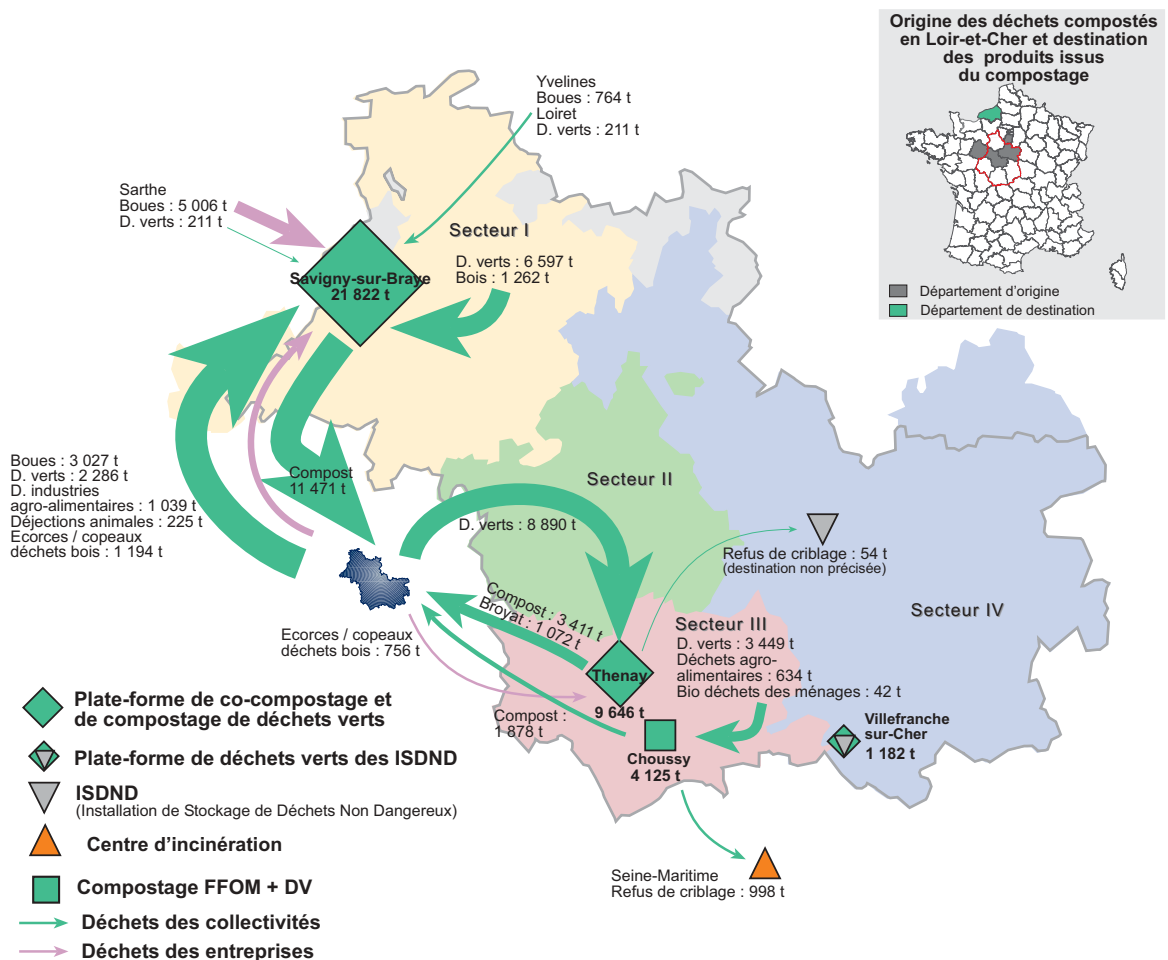 Origine des déchets compostés
en Loir-et-Cher et destination
des produits issus
du compostage
Département d'origine
Département de destination
Yvelines
Boues : 764 t
Loiret
D. verts : 211 t
Sarthe
Boues : 5 006 t
D. verts : 211 t
Secteur I
D. verts : 6 597 t
Bois : 1 262 t
Savigny-sur-Braye
21 822 t
Boues : 3 027 t
D. verts : 2 286 t
D. industries
agro-alimentaires : 1 039 t
Déjections animales : 225 t
Ecorces / copeaux
déchets bois : 1 194 t
Compost
11 471 t
Secteur II
D. verts : 8 890 t
Refus de criblage : 54 t
(destination non précisée)
Secteur IV
Compost : 3 411 t
Broyat : 1 072 t
Ecorces / copeaux
déchets bois : 756 t
Secteur III
D. verts : 3 449 t
Déchets agro-
alimentaires : 634 t
Bio déchets des ménages : 42 t
Thenay
9 646 t
Compost :
1 878 t
Choussy
4 125 t
Villefranche
sur-Cher
1 182 t
Seine-Maritime
Refus de criblage : 998 t
Plate-forme de co-compostage et
de compostage de déchets verts
Plate-forme de déchets verts des ISDND
ISDND
(Installation de Stockage de Déchets Non Dangereux)
Centre d'incinération
Compostage FFOM + DV
Déchets des collectivités
Déchets des entreprises